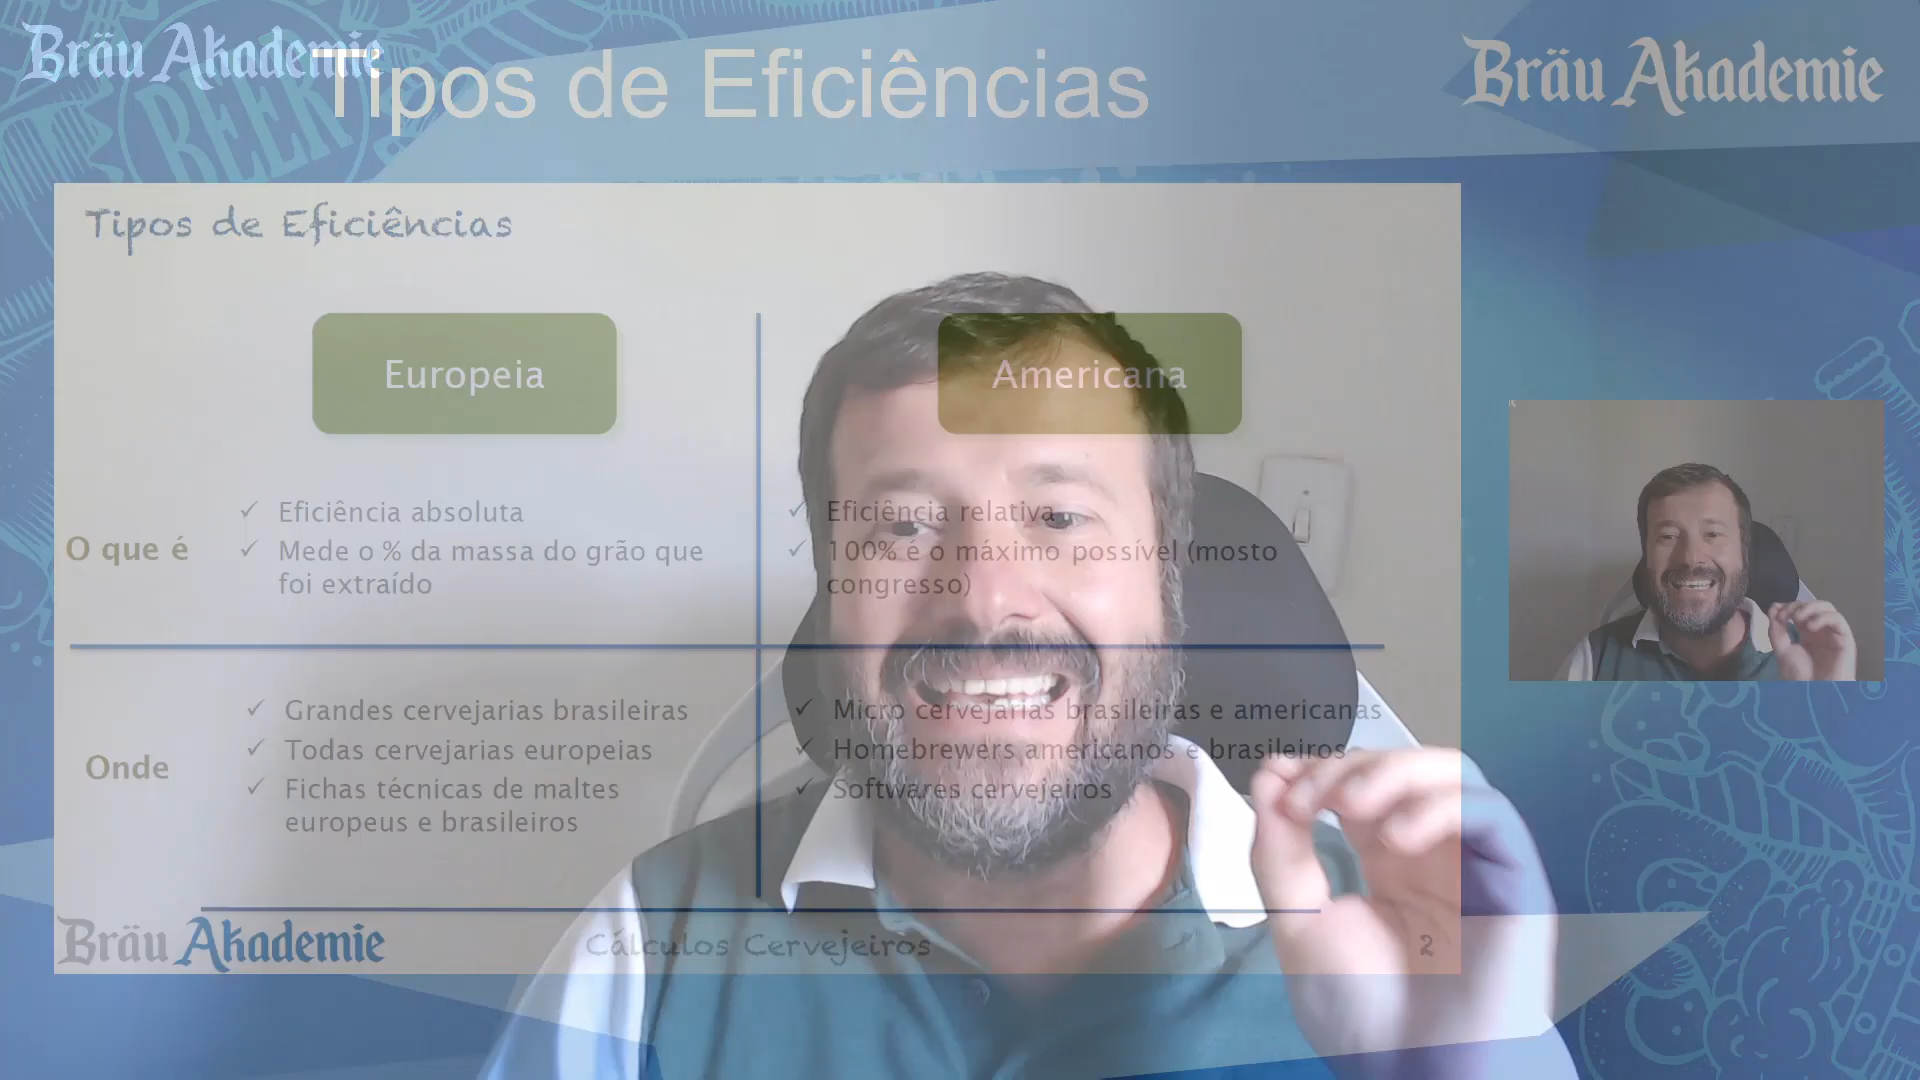 Bräu Akademie
Tipos de Eficiências
Bräu Akademie
BEER
Tipos de Eficiências
Europeia
Americana
O que é
✓ Eficiência absoluta
✓ Mede o % da massa do grão que
foi extraído
✓ Eficiência relativa
✓ 100% é o máximo possível (mosto
congresso)
Onde
✓ Grandes cervejarias brasileiras
✓ Todas cervejarias europeias
✓ Fichas técnicas de maltes
europeus e brasileiros
✓ Micro cervejarias brasileiras e americanas
✓ Homebrewers americanos e brasileiros
✓ Softwares cervejeiros
Bräu Akademie
Cálculos Cervejeiros
2